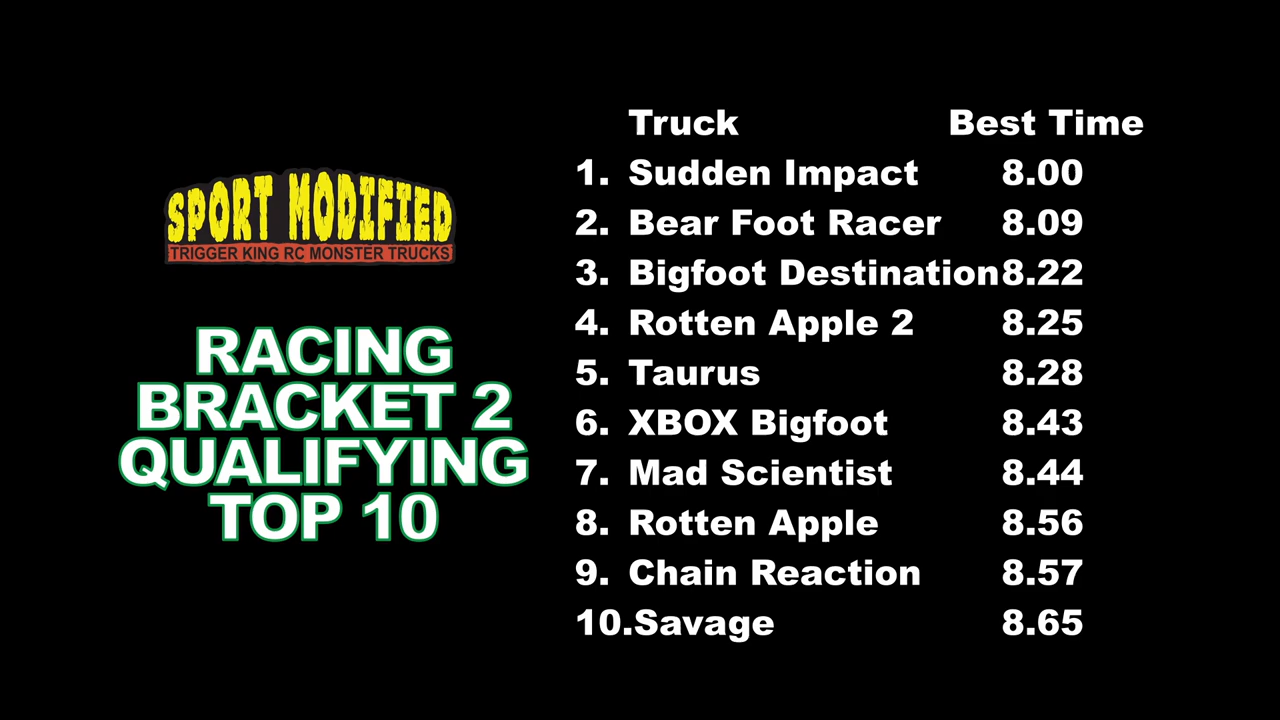 SPORT MODIFIED
TRIGGER KING RC MONSTER TRUCKS
RACING
BRACKET 2
QUALIFYING
TOP 10
Truck Best Time
1. Sudden Impact 8.00
2. Bear Foot Racer 8.09
3. Bigfoot Destination 8.22
4. Rotten Apple 2 8.25
5. Taurus 8.28
6. XBOX Bigfoot 8.43
7. Mad Scientist 8.44
8. Rotten Apple 8.56
9. Chain Reaction 8.57
10. Savage 8.65